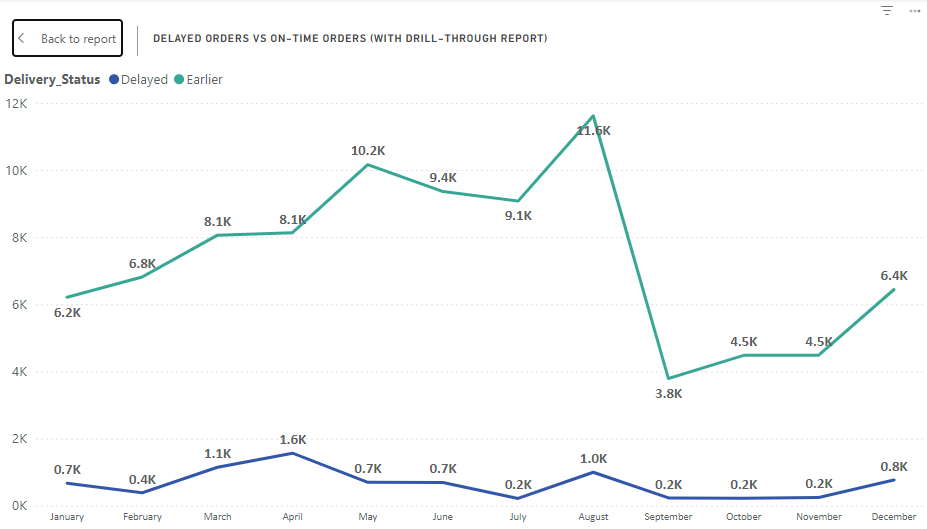 Back to report
DELAYED ORDERS VS ON-TIME ORDERS (WITH DRILL-THROUGH REPORT)
Delivery_Status Delayed Earlier
12K
11.6K
10K
10.2K
9.4K
9.1K
8K
8.1K
8.1K
6.8K
6K
6.2K
6.4K
4K
4.5K
4.5K
3.8K
2K
0.7K
0.4K
1.1K
1.6K
0.7K
0.7K
0.2K
1.0K
0.2K
0.2K
0.2K
0.8K
0K
January February March April May June July August September October November December